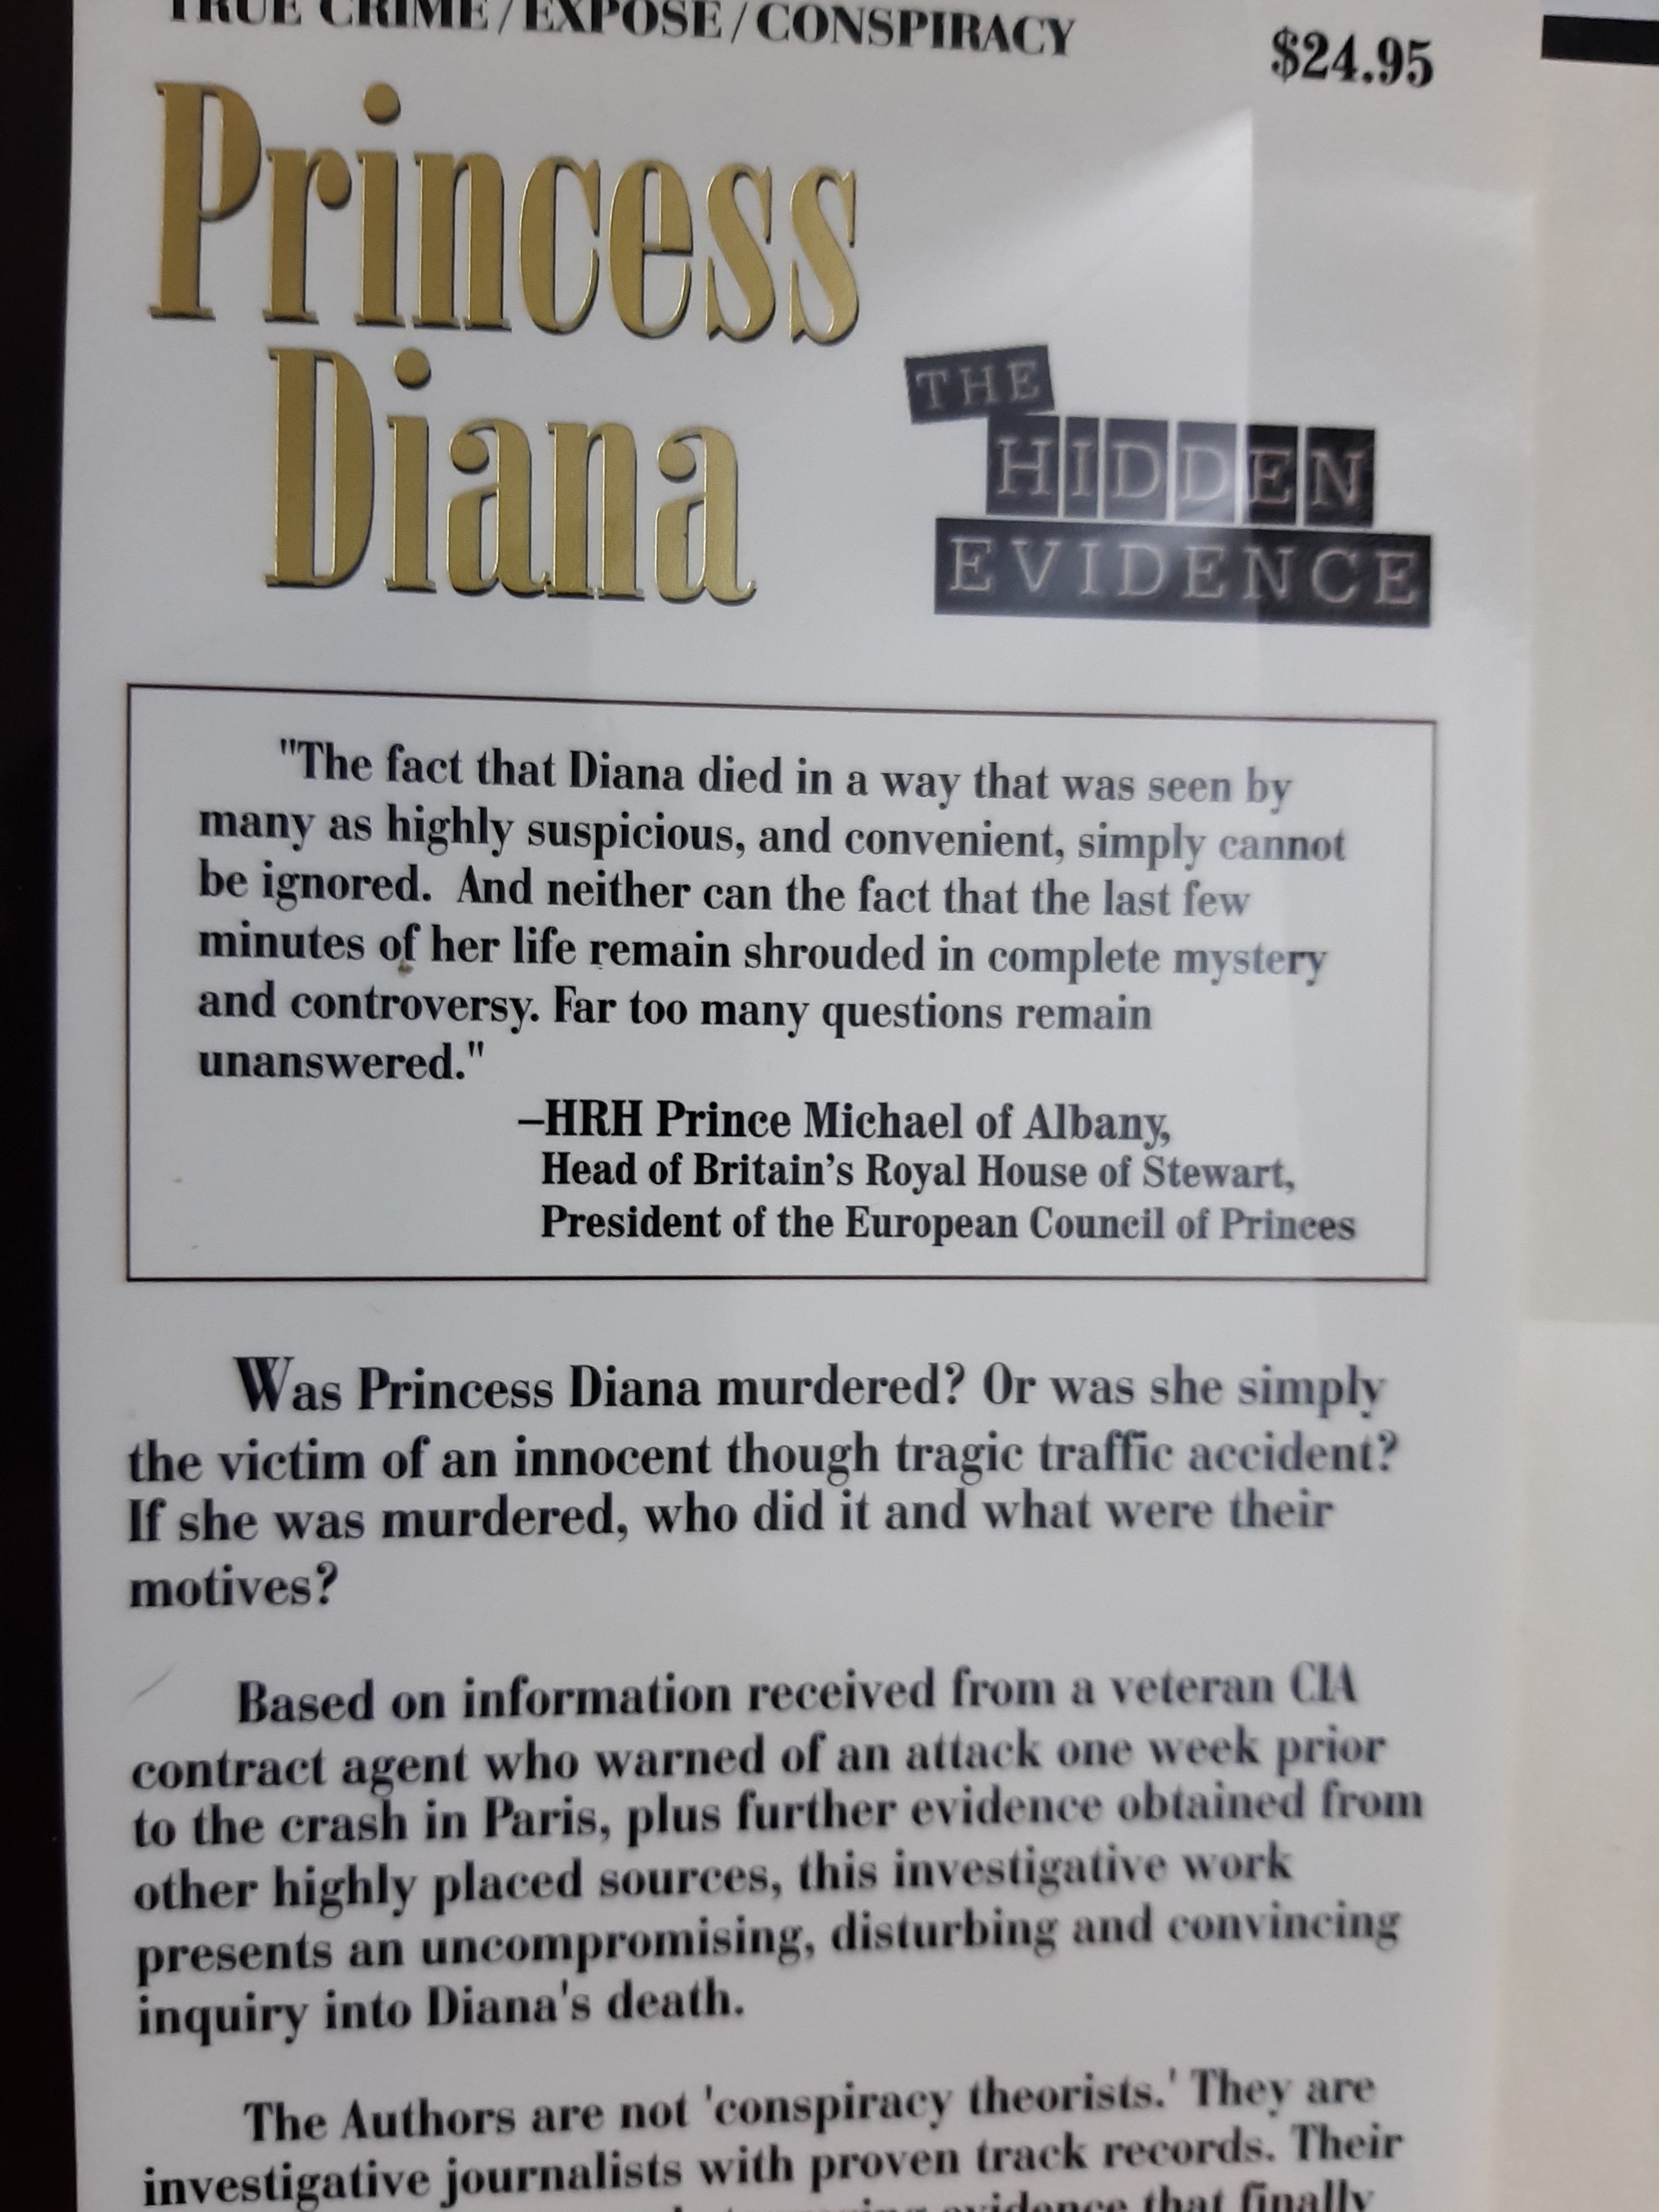 TRUE CRIME/EXPOSE/CONSPIRACY
$24.95
Princess
Diana
THE
HIDDEN
EVIDENCE
"The fact that Diana died in a way that was seen by
many as highly suspicious, and convenient, simply cannot
be ignored.  And neither can the fact that the last few
minutes of her life remain shrouded in complete mystery
and controversy. Far too many questions remain
unanswered."
–HRH Prince Michael of Albany,
Head of Britain’s Royal House of Stewart,
President of the European Council of Princes
Was Princess Diana murdered? Or was she simply
the victim of an innocent though tragic traffic accident?
If she was murdered, who did it and what were their
motives?
Based on information received from a veteran CIA
contract agent who warned of an attack one week prior
to the crash in Paris, plus further evidence obtained from
other highly placed sources, this investigative work
presents an uncompromising, disturbing and convincing
inquiry into Diana's death.
The Authors are not 'conspiracy theorists.' They are
investigative journalists with proven track records. Their
evidence that finally